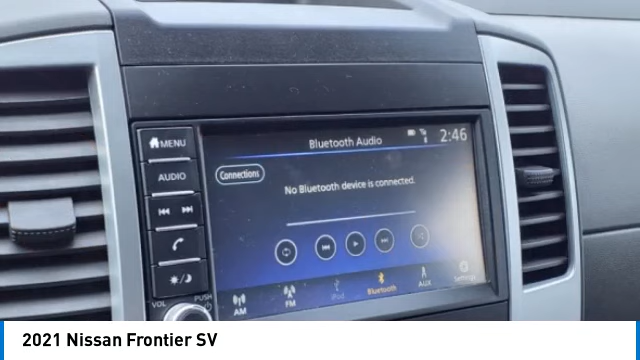 Bluetooth Audio
2:46
MENU
Connections
AUDIO
No Bluetooth device is connected.
VOL
PUSH
AM
FM
iPod
Bluetooth
AUX
Settings
2021 Nissan Frontier SV